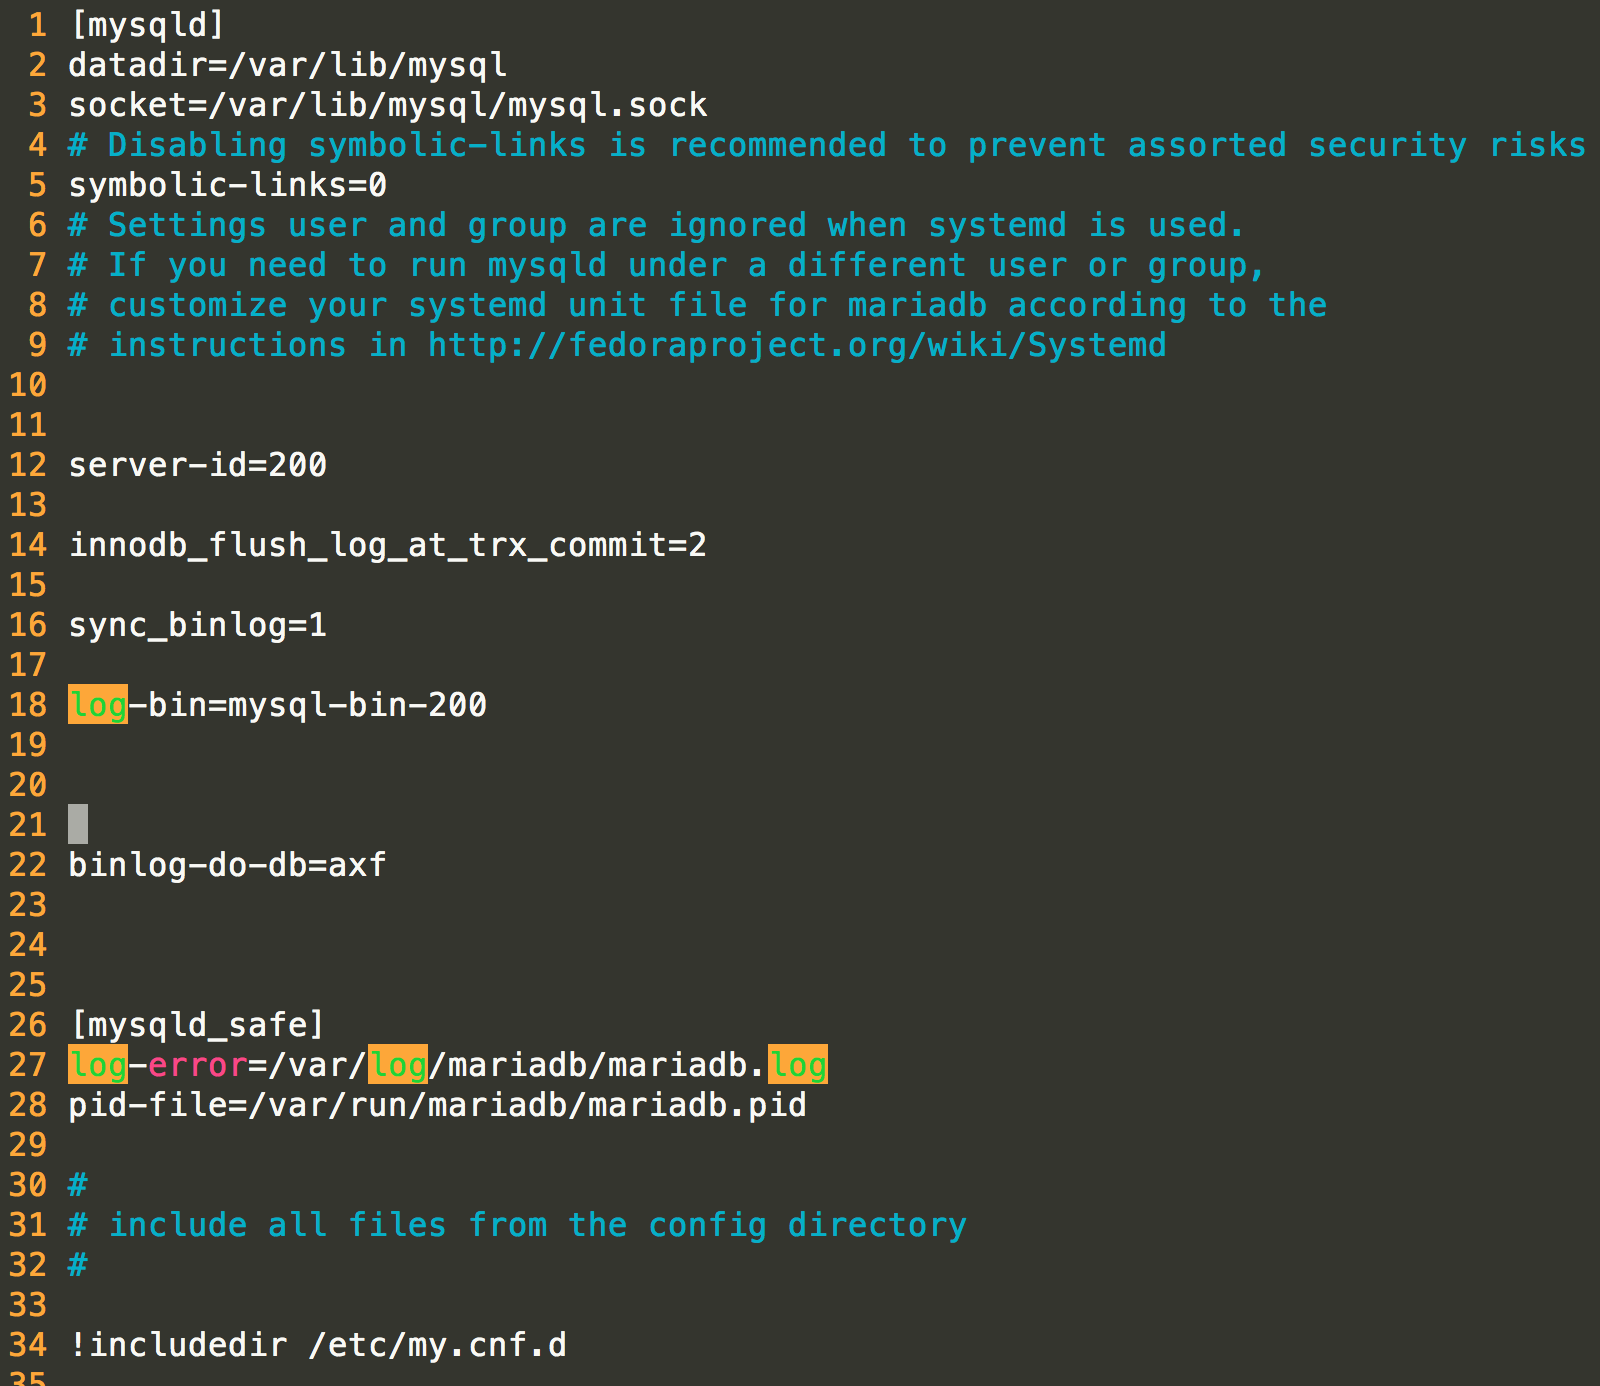 1 [mysqld]
2 datadir=/var/lib/mysql
3 socket=/var/lib/mysql/mysql.sock
4 # Disabling symbolic-links is recommended to prevent assorted security risks
5 symbolic-links=0
6 # Settings user and group are ignored when systemd is used.
7 # If you need to run mysqld under a different user or group,
8 # customize your systemd unit file for mariadb according to the
9 # instructions in http://fedoraproject.org/wiki/Systemd
10
11
12 server-id=200
13
14 innodb_flush_log_at_trx_commit=2
15
16 sync_binlog=1
17
18 log-bin=mysql-bin-200
19
20
21
22 binlog-do-db=axf
23
24
25
26 [mysqld_safe]
27 log-error=/var/log/mariadb/mariadb.log
28 pid-file=/var/run/mariadb/mariadb.pid
29
30 #
31 # include all files from the config directory
32 #
33
34 !includedir /etc/my.cnf.d
35